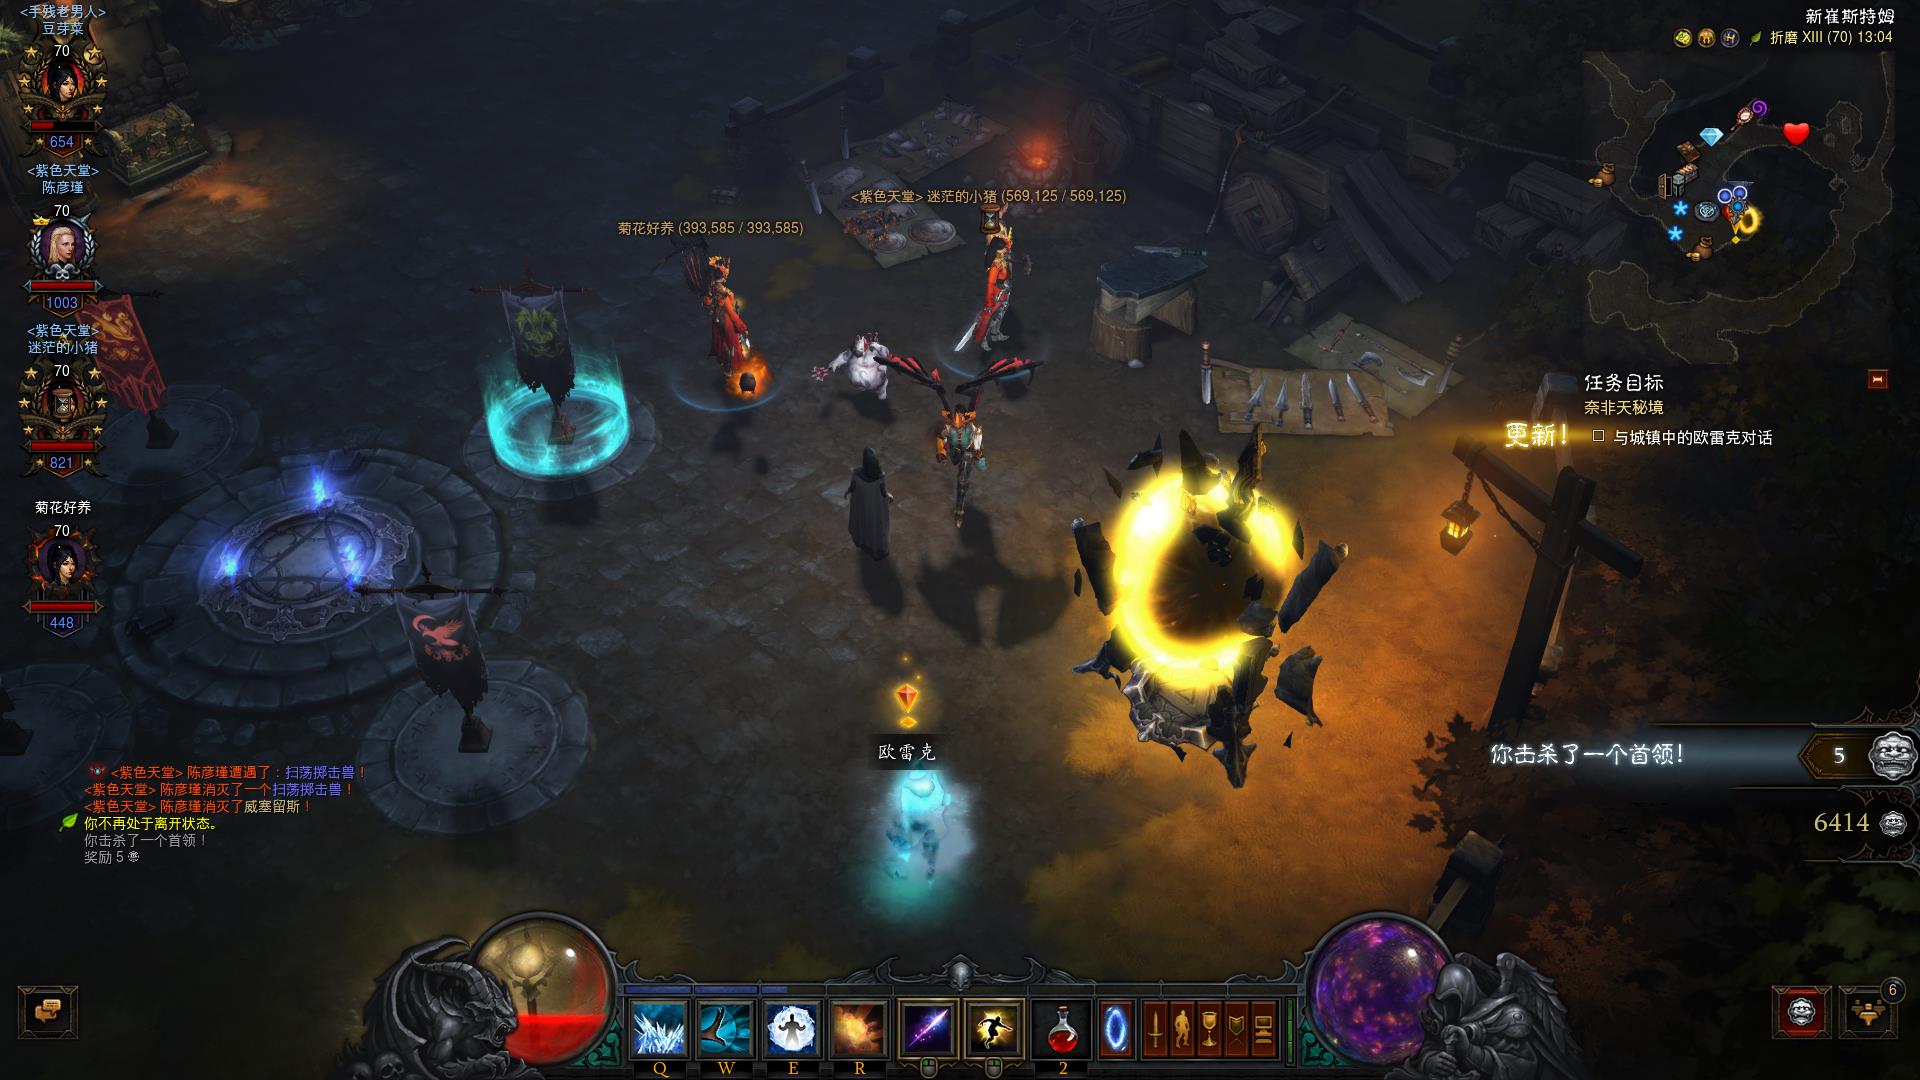 <手残老男人>
豆芽菜
70
654
<紫色天堂>
陈彦瑾
70
1003
<紫色天堂>
迷茫的小猪
70
821
菊花好养
70
448
菊花好养 (393,585 / 393,585)
<紫色天堂> 迷茫的小猪 (569,125 / 569,125)
新崔斯特姆
折磨 XIII (70) 13:04
任务目标
奈非天秘境
更新! 与城镇中的欧雷克对话
欧雷克
你击杀了一个首领! 5
6414
<紫色天堂> 陈彦瑾遭遇了：扫荡掷击兽！
<紫色天堂> 陈彦瑾消灭了一个扫荡掷击兽！
<紫色天堂> 陈彦瑾消灭了威塞留斯！
你不再处于离开状态。
你击杀了一个首领！
奖励 5
Q W E R 2
6